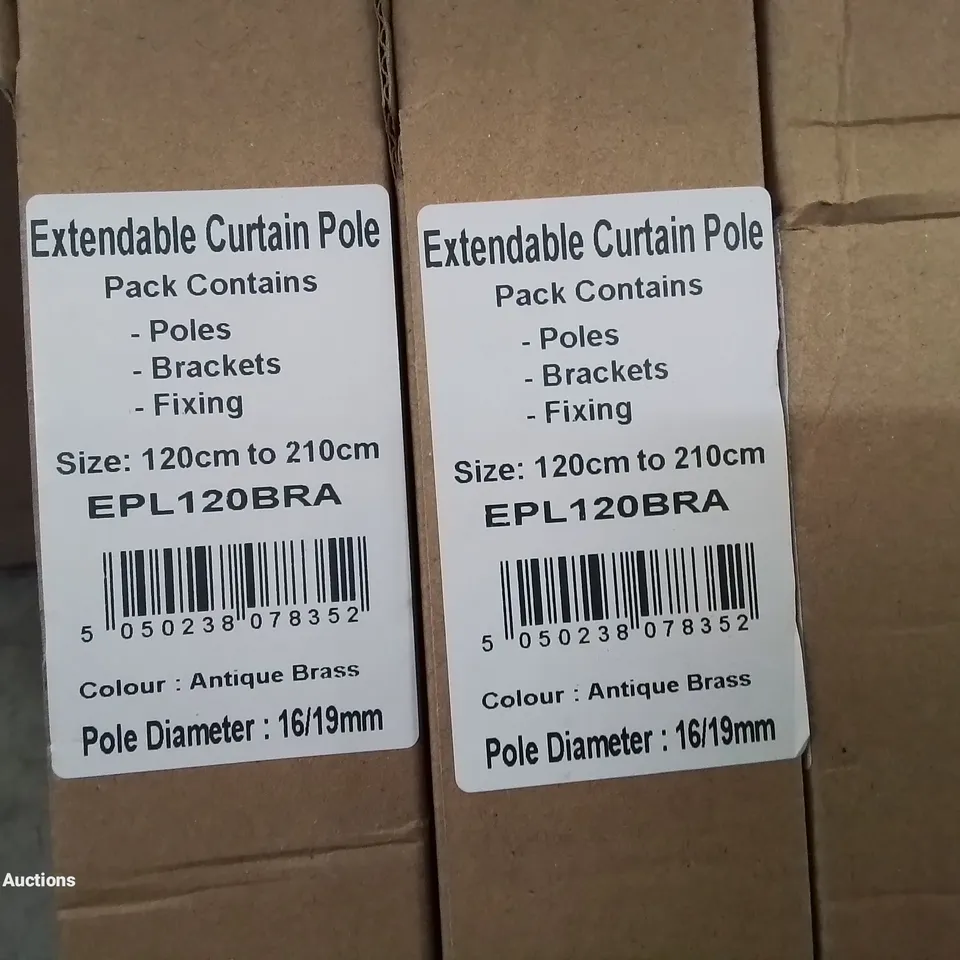 Extendable Curtain Pole
Pack Contains
- Poles
- Brackets
- Fixing
Size: 120cm to 210cm
EPL120BRA
5 050238 078352
Colour : Antique Brass
Pole Diameter : 16/19mm
Extendable Curtain Pole
Pack Contains
- Poles
- Brackets
- Fixing
Size: 120cm to 210cm
EPL120BRA
5 050238 078352
Colour : Antique Brass
Pole Diameter : 16/19mm
Auctions